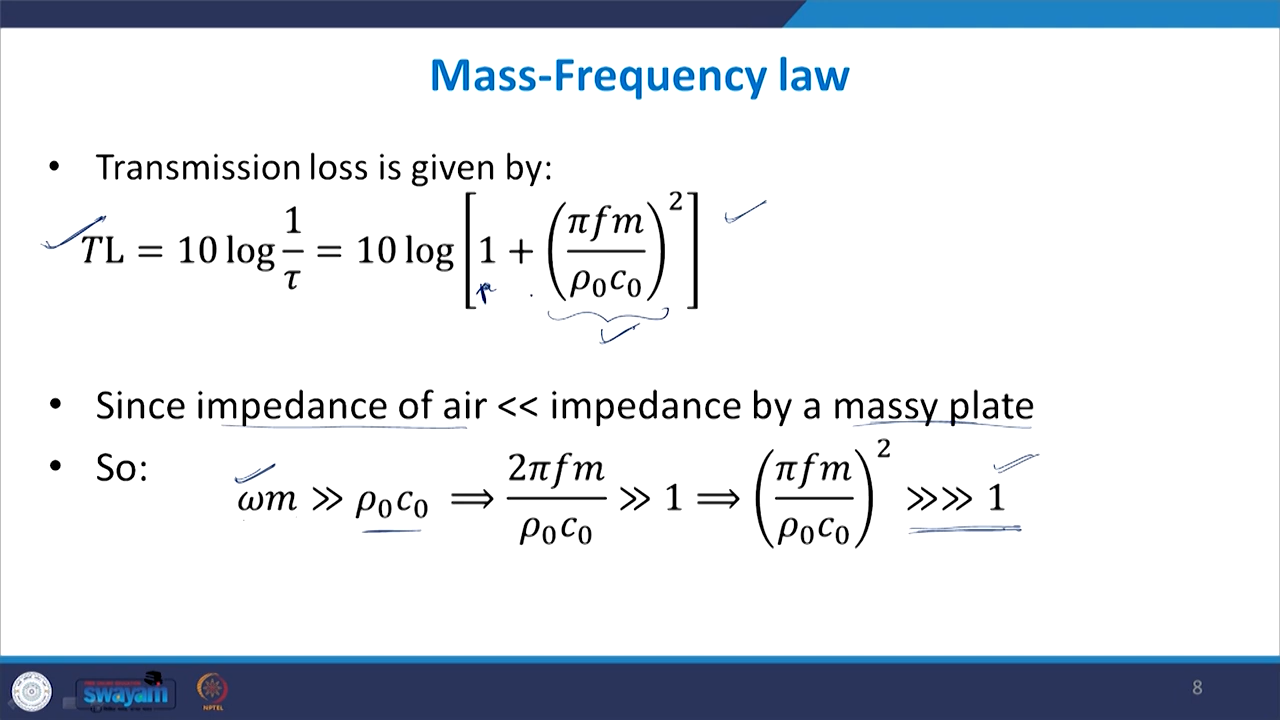 Mass-Frequency law
• Transmission loss is given by:
TL = 10 log 1/τ = 10 log [1 + (πfm/ρ₀c₀)²]
• Since impedance of air << impedance by a massy plate
• So: ωm ≫ ρ₀c₀ ⟹ 2πfm/ρ₀c₀ ≫ 1 ⟹ (πfm/ρ₀c₀)² ⋙ 1
swayam
NPTEL
8